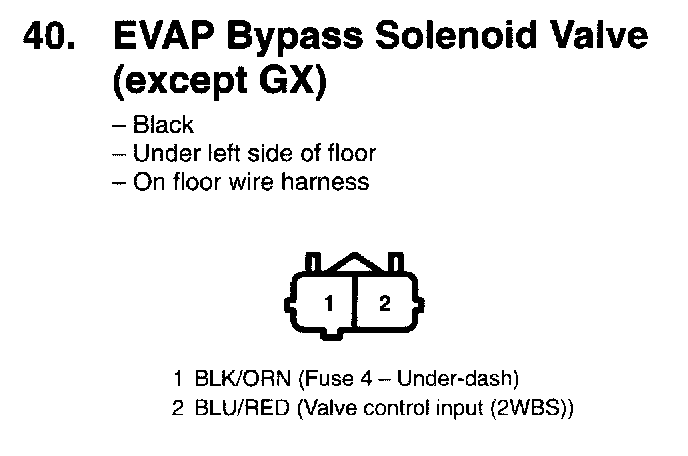 40. EVAP Bypass Solenoid Valve
(except GX)
– Black
– Under left side of floor
– On floor wire harness
1 2
1 BLK/ORN (Fuse 4 – Under-dash)
2 BLU/RED (Valve control input (2WBS))